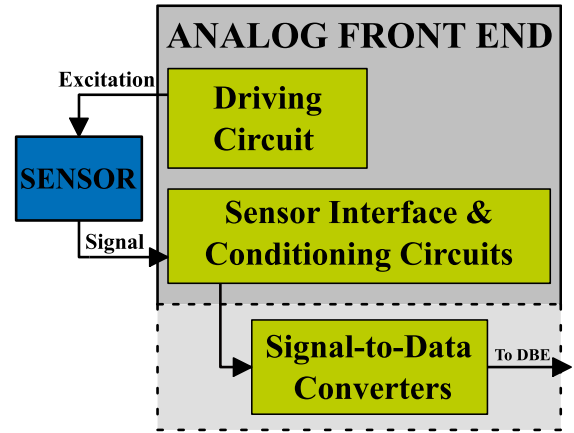 ANALOG FRONT END
Excitation
Driving
Circuit
SENSOR
Sensor Interface &
Conditioning Circuits
Signal
Signal-to-Data
Converters
To DBE